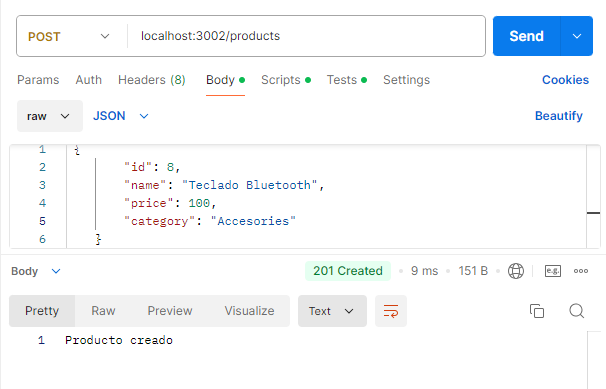 POST localhost:3002/products Send
Params Auth Headers (8) Body Scripts Tests Settings Cookies
raw JSON Beautify
1 {
2 "id": 8,
3 "name": "Teclado Bluetooth",
4 "price": 100,
5 "category": "Accesories"
6 }
Body 201 Created 9 ms 151 B e.g.
Pretty Raw Preview Visualize Text
1 Producto creado